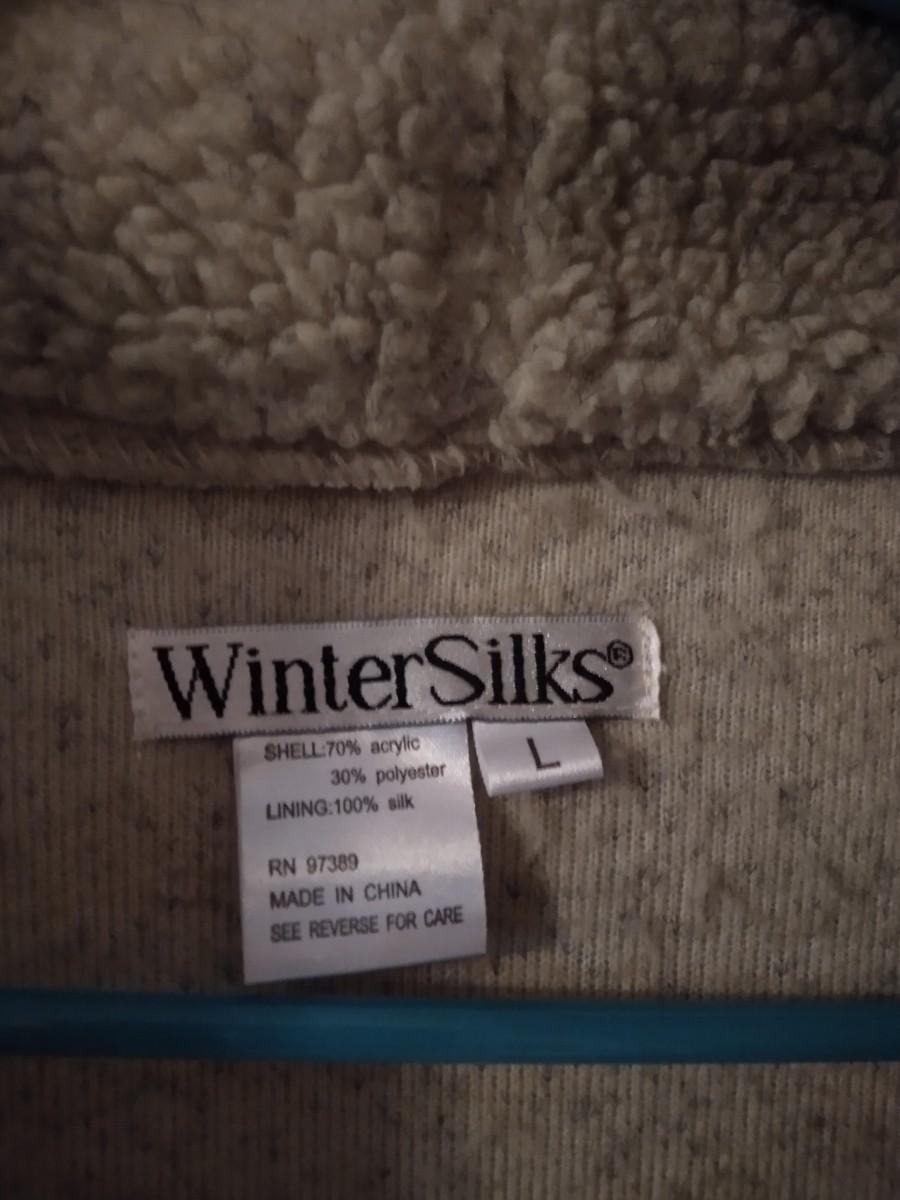 WinterSilks®
L
SHELL:70% acrylic
30% polyester
LINING:100% silk
RN 97389
MADE IN CHINA
SEE REVERSE FOR CARE